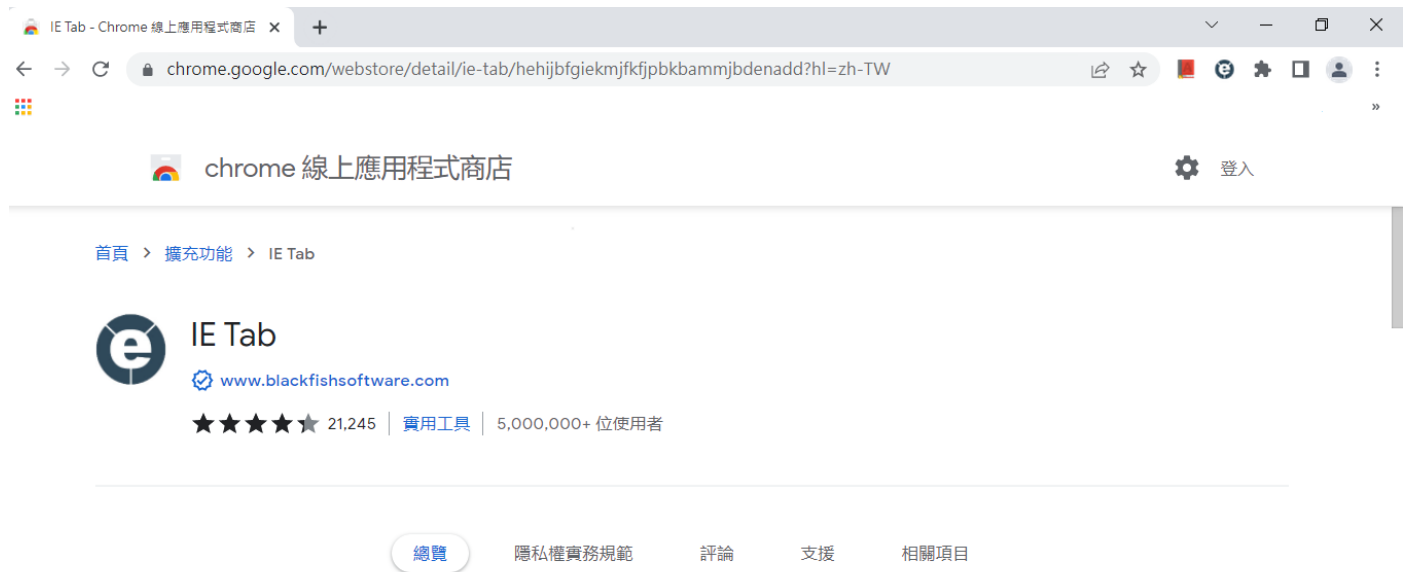 IE Tab - Chrome 線上應用程式商店
chrome.google.com/webstore/detail/ie-tab/hehijbfgiekmjfkfjpbkbammjbdenadd?hl=zh-TW
chrome 線上應用程式商店
登入
首頁 > 擴充功能 > IE Tab
IE Tab
www.blackfishsoftware.com
21,245 | 實用工具 | 5,000,000+ 位使用者
總覽 隱私權實務規範 評論 支援 相關項目